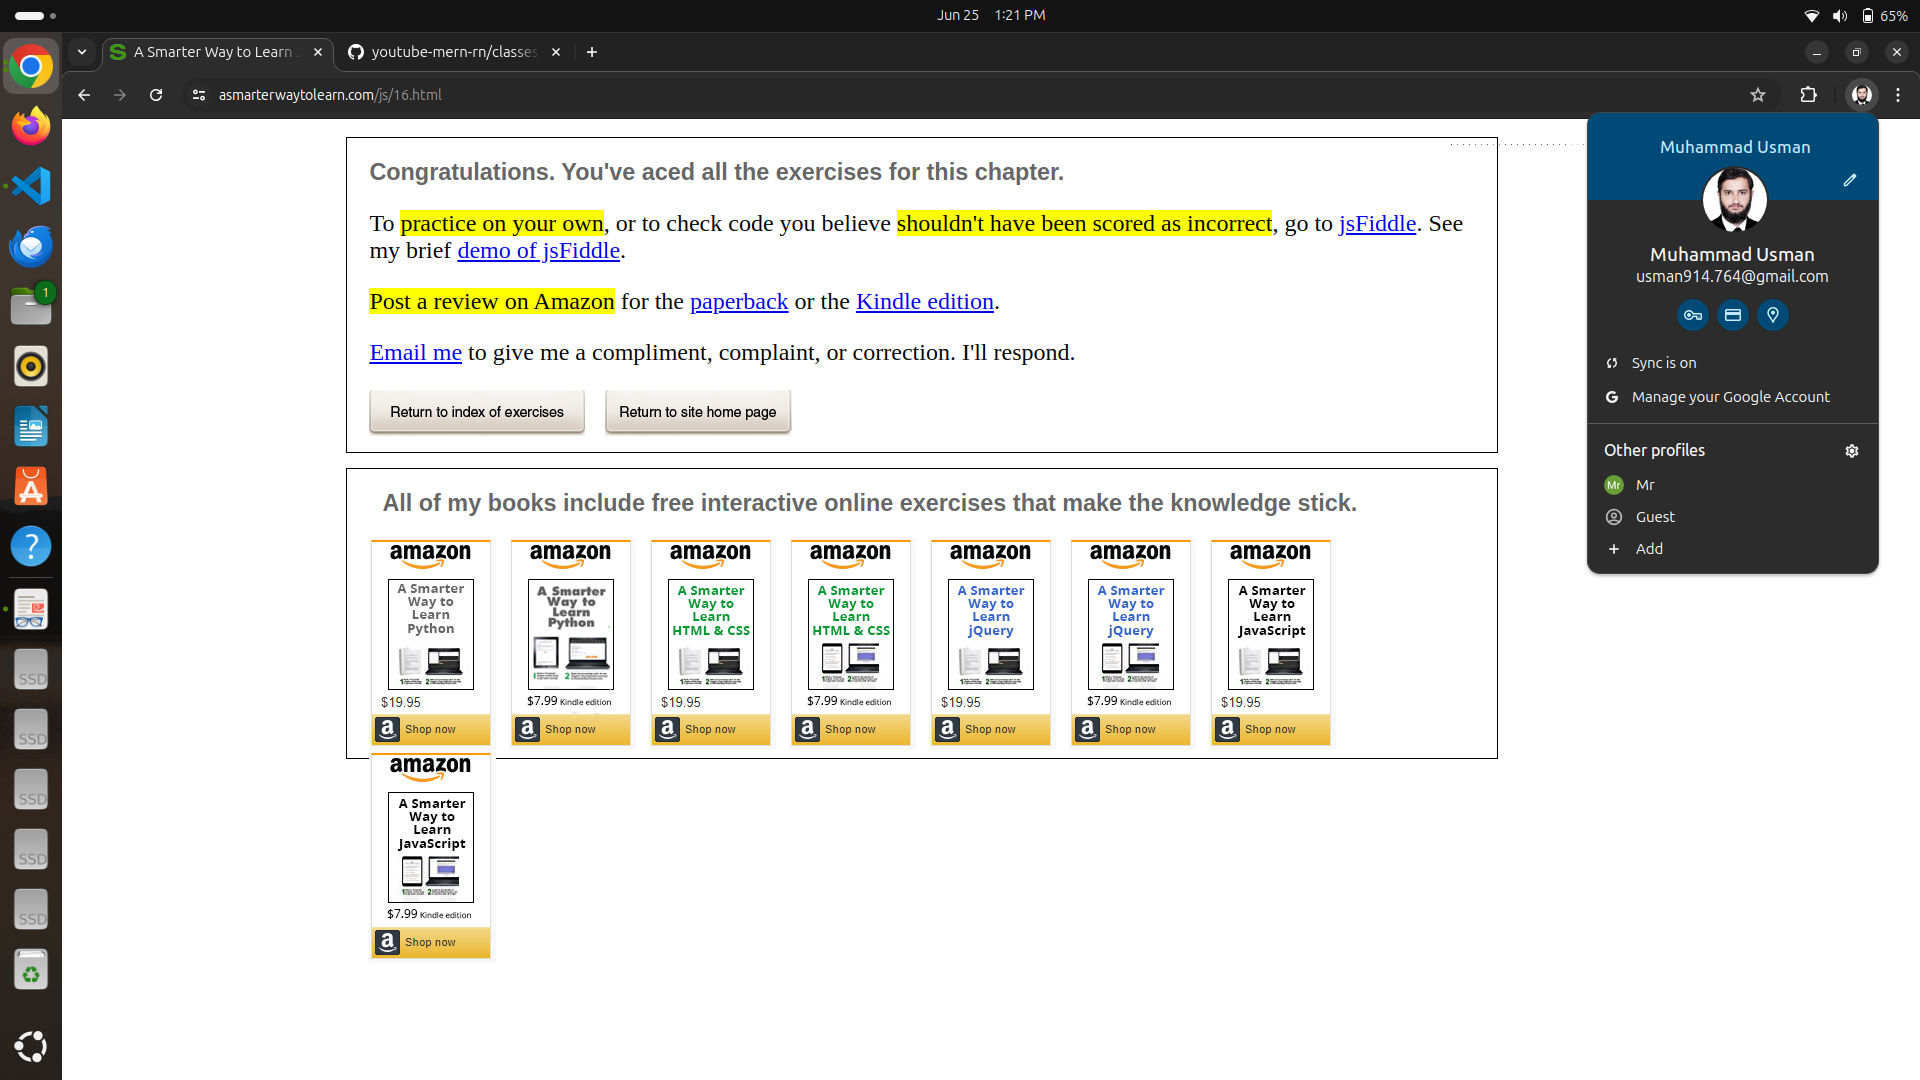 Jun 25 1:21 PM
65%
A Smarter Way to Learn
youtube-mern-rn/classes
asmarterwaytolearn.com/js/16.html
Congratulations. You've aced all the exercises for this chapter.
To practice on your own, or to check code you believe shouldn't have been scored as incorrect, go to jsFiddle. See
my brief demo of jsFiddle.
Post a review on Amazon for the paperback or the Kindle edition.
Email me to give me a compliment, complaint, or correction. I'll respond.
Return to index of exercises Return to site home page
Muhammad Usman
Muhammad Usman
usman914.764@gmail.com
Sync is on
Manage your Google Account
Other profiles
Mr Mr
Guest
Add
1
SSD
SSD
SSD
SSD
SSD
All of my books include free interactive online exercises that make the knowledge stick.
amazon
A Smarter
Way to
Learn
Python
$19.95
Shop now
amazon
A Smarter
Way to
Learn
Python
$7.99 Kindle edition
Shop now
amazon
A Smarter
Way to
Learn
HTML & CSS
$19.95
Shop now
amazon
A Smarter
Way to
Learn
HTML & CSS
$7.99 Kindle edition
Shop now
amazon
A Smarter
Way to
Learn
jQuery
$19.95
Shop now
amazon
A Smarter
Way to
Learn
jQuery
$7.99 Kindle edition
Shop now
amazon
A Smarter
Way to
Learn
JavaScript
$19.95
Shop now
amazon
A Smarter
Way to
Learn
JavaScript
$7.99 Kindle edition
Shop now